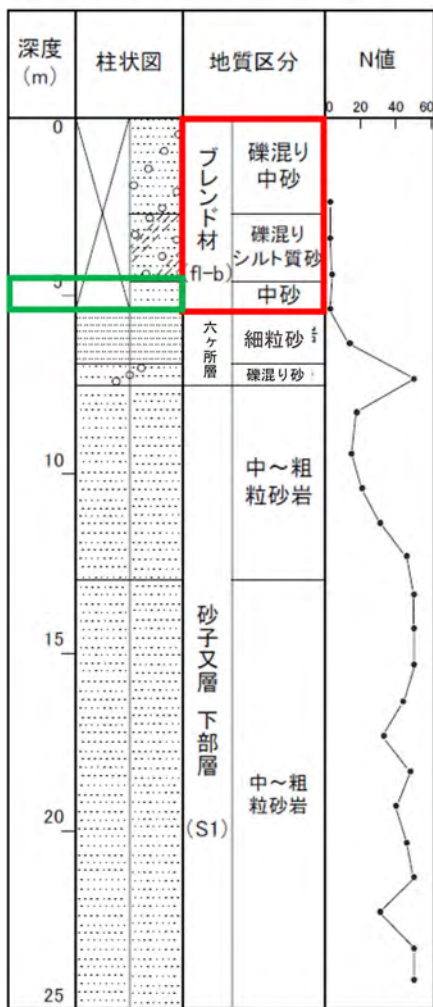 深度
(m)
柱状図
地質区分
N値
0
20
40
60
0
5
10
15
20
25
ブレンド材
(fl-b)
礫混り
中砂
礫混り
シルト質砂
中砂
六ヶ所層
細粒砂
礫混り砂
砂子又層 下部層
(S1)
中～粗
粒砂岩
中～粗
粒砂岩